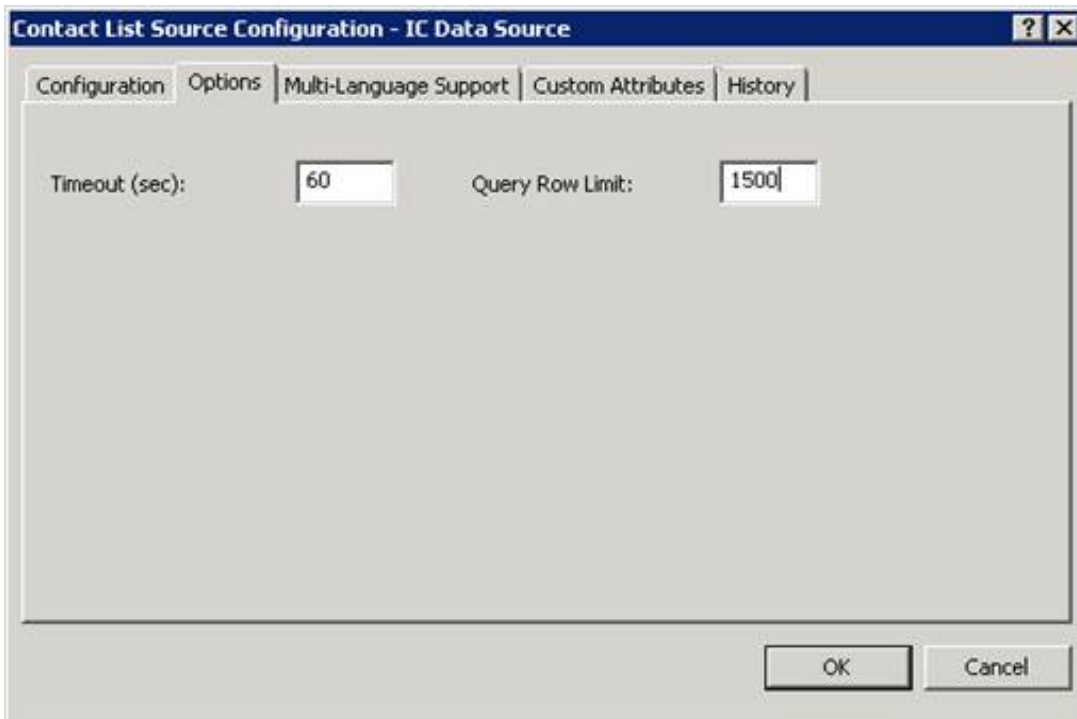 Contact List Source Configuration - IC Data Source
Configuration Options Multi-Language Support Custom Attributes History
Timeout (sec): 60 Query Row Limit: 1500
OK Cancel